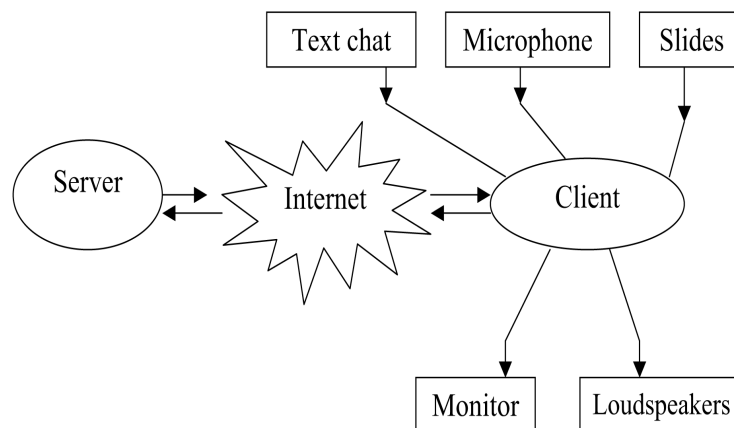 Text chat
Microphone
Slides
Server
Internet
Client
Monitor
Loudspeakers